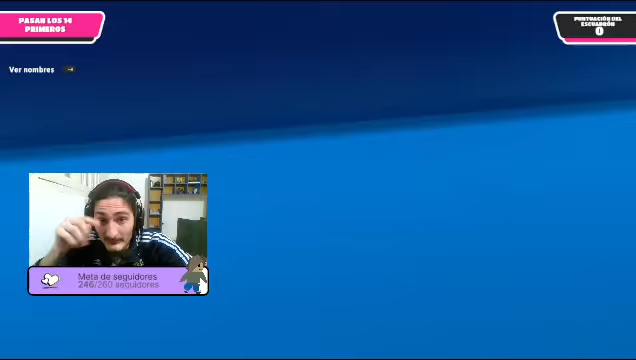 PASAN LOS 14
PRIMEROS
PUNTUACIÓN DEL
ESCUADRÓN
0
Ver nombres
Meta de seguidores
246/260 seguidores